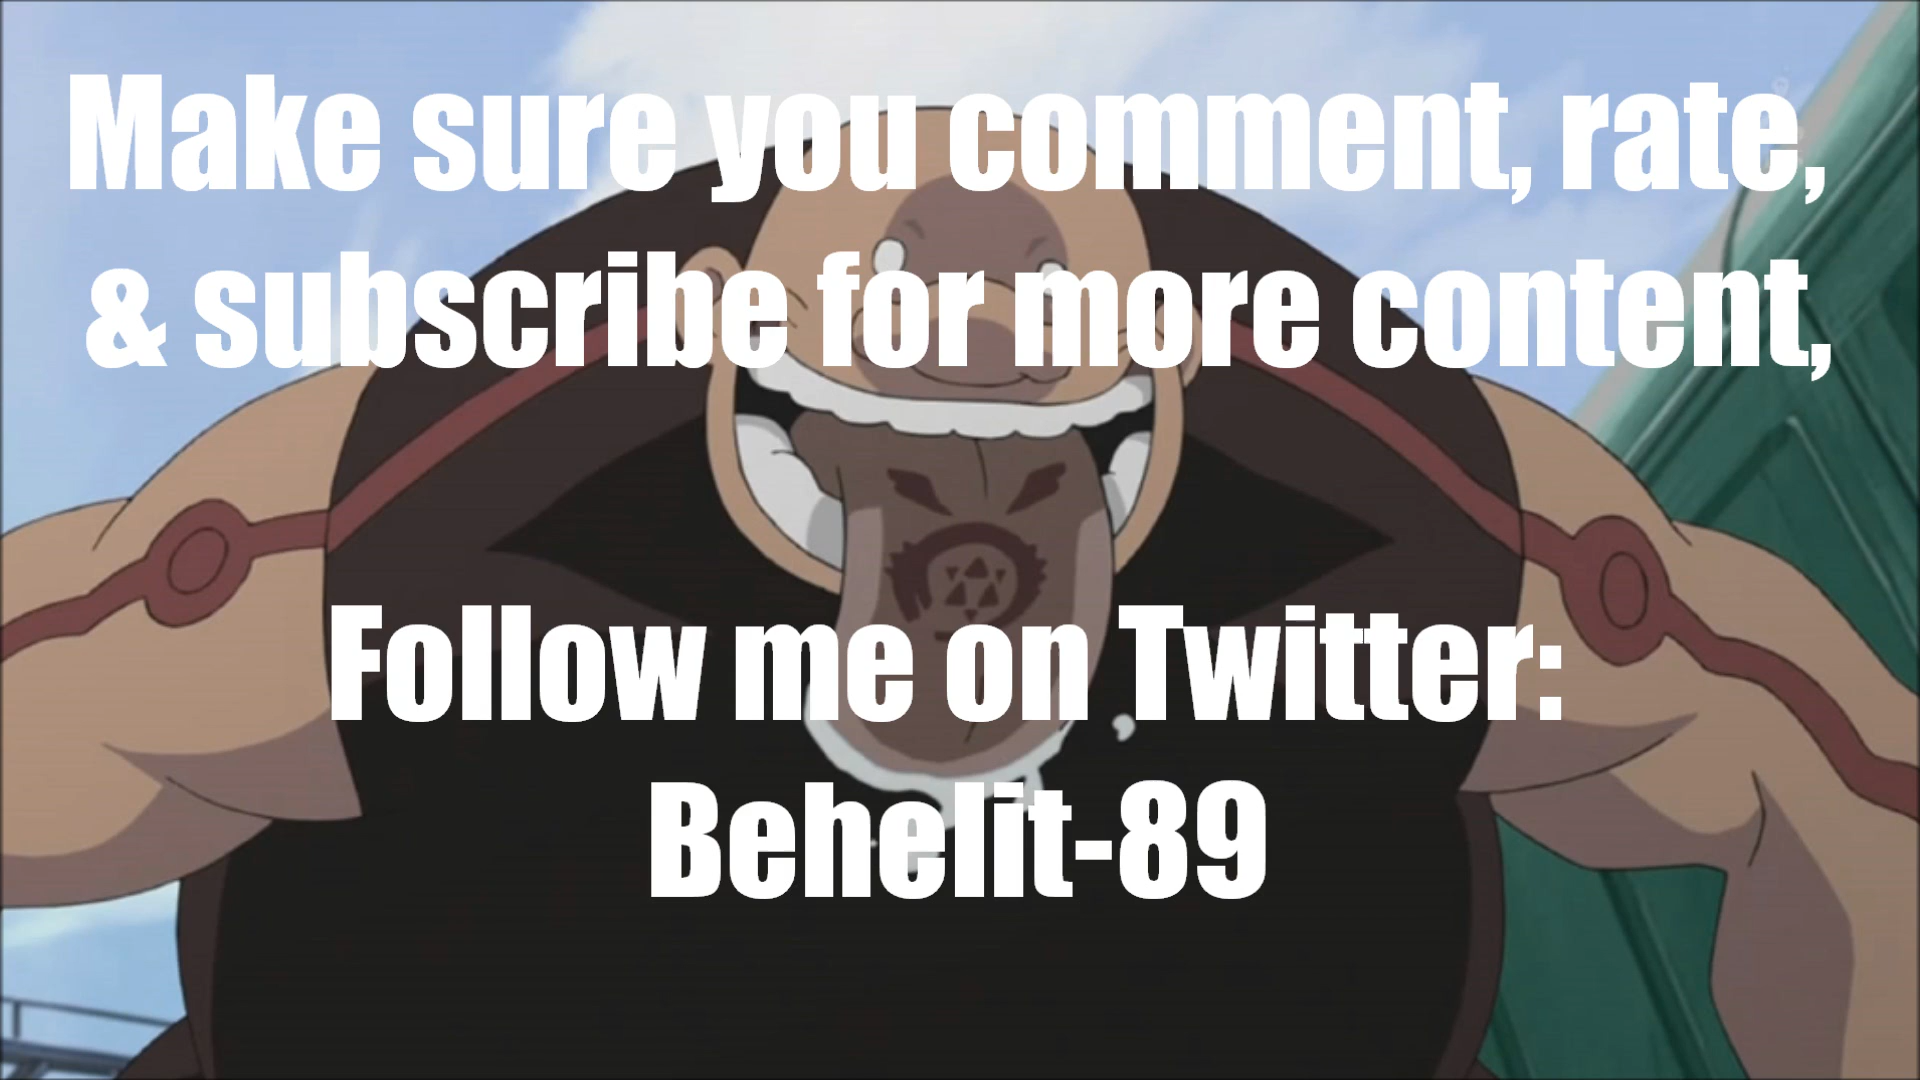 Make sure you comment, rate,
& subscribe for more content,
Follow me on Twitter:
Behelit-89